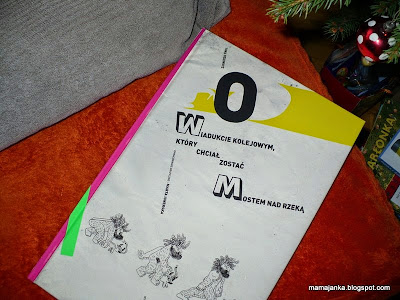 O
WIADUKCIE KOLEJOWYM,
KTÓRY
CHCIAŁ
ZOSTAĆ
MOSTEM NAD RZEKĄ
mamajanka.blogspot.com